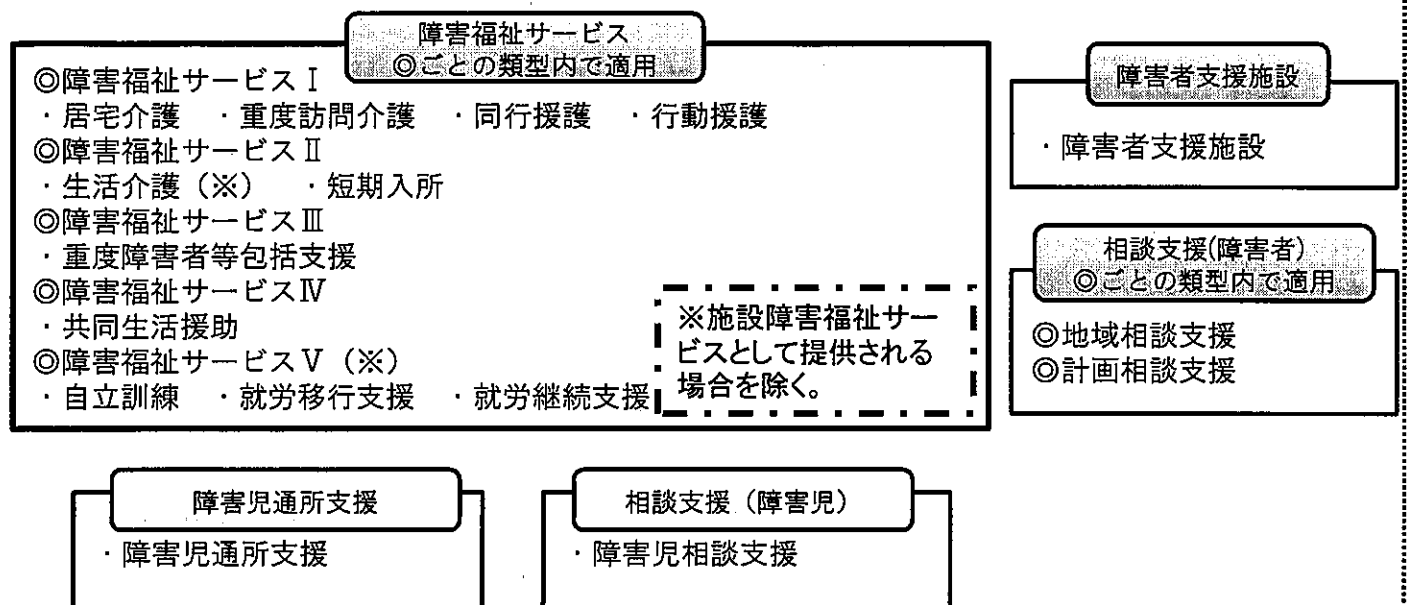 障害福祉サービス
◎ごとの類型内で適用
◎障害福祉サービスⅠ
・居宅介護 ・重度訪問介護 ・同行援護 ・行動援護
◎障害福祉サービスⅡ
・生活介護（※） ・短期入所
◎障害福祉サービスⅢ
・重度障害者等包括支援
◎障害福祉サービスⅣ
・共同生活援助
◎障害福祉サービスⅤ（※）
・自立訓練 ・就労移行支援 ・就労継続支援
※施設障害福祉サー
ビスとして提供される
場合を除く。
障害者支援施設
・障害者支援施設
相談支援(障害者)
◎ごとの類型内で適用
◎地域相談支援
◎計画相談支援
障害児通所支援
・障害児通所支援
相談支援（障害児）
・障害児相談支援